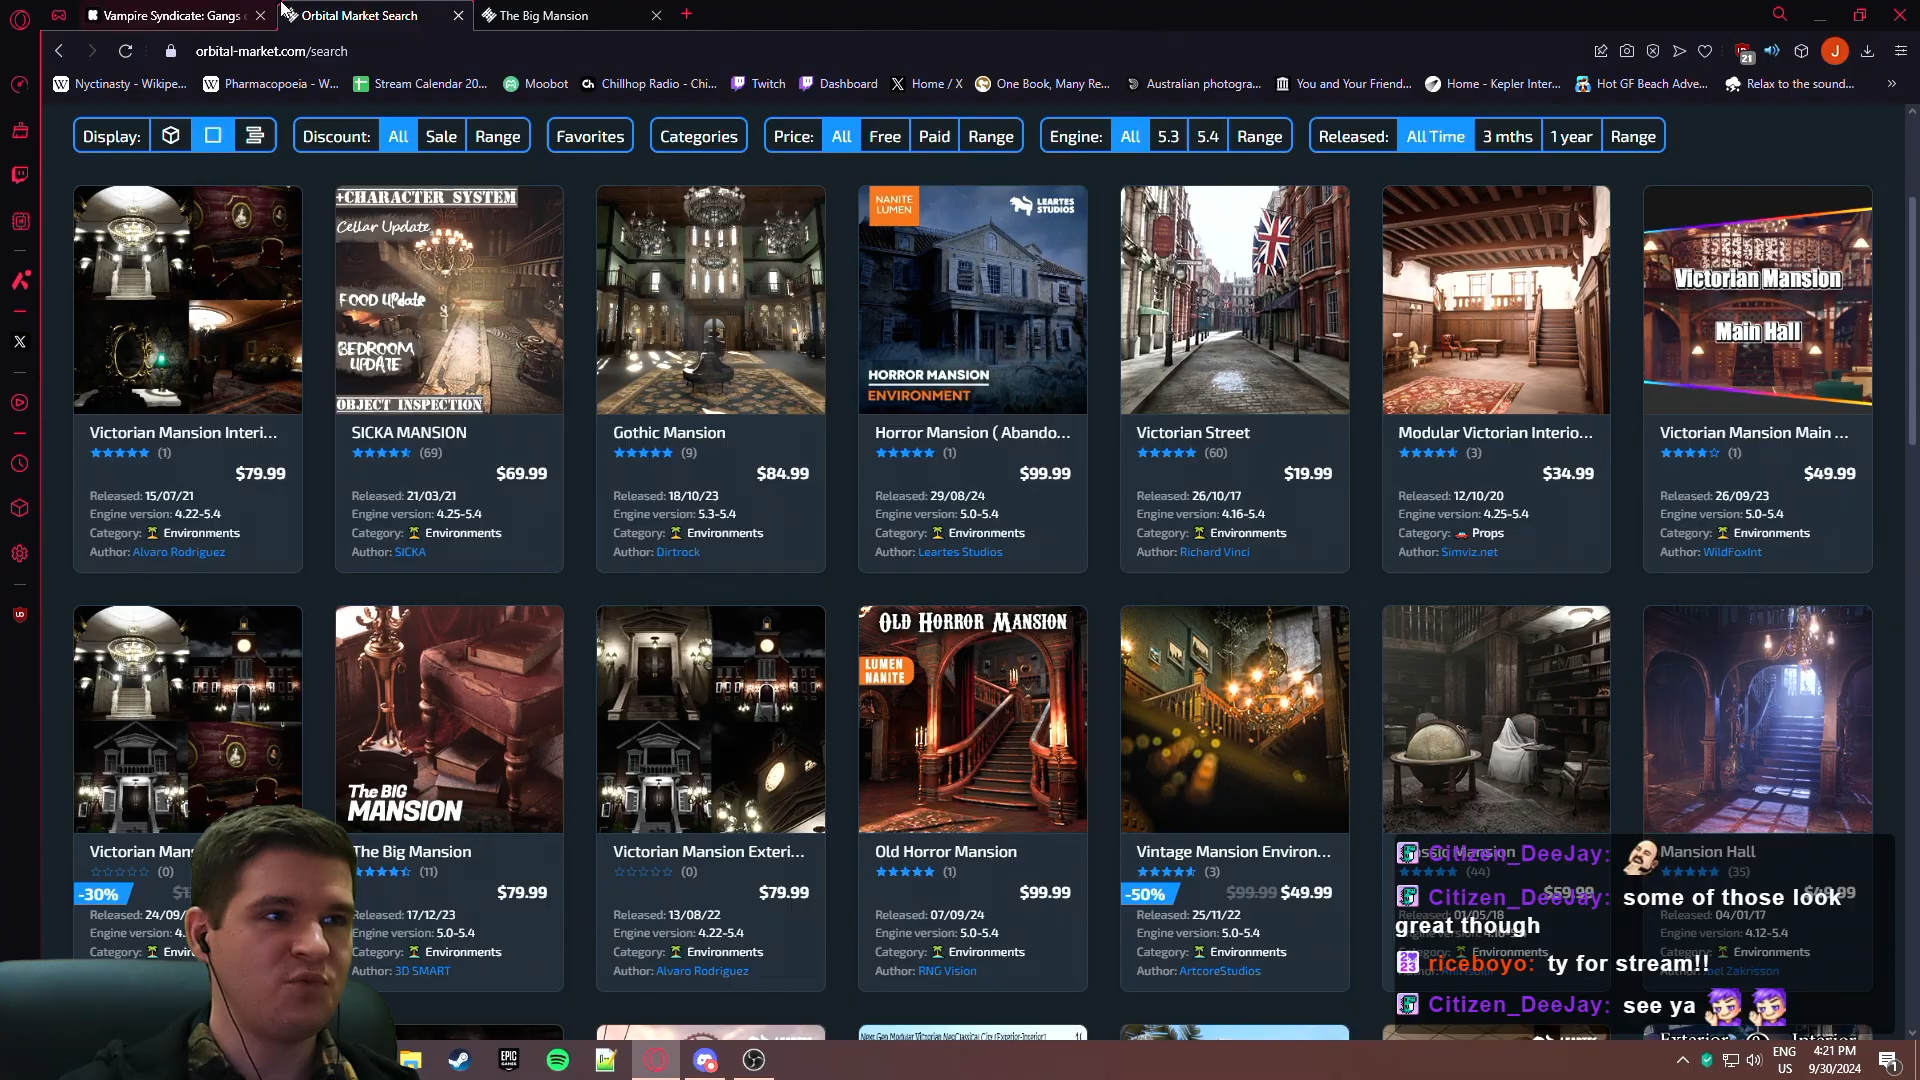 Vampire Syndicate: Gangs
Orbital Market Search
The Big Mansion
orbital-market.com/search
21
J
Nyctinasty - Wikipe...
Pharmacopoeia - W...
Stream Calendar 20...
Moobot
Chillhop Radio - Chi...
Twitch
Dashboard
Home / X
One Book, Many Re...
Australian photogra...
You and Your Friend...
Home - Kepler Inter...
Hot GF Beach Adve...
Relax to the sound...
Display:
Discount: All Sale Range
Favorites
Categories
Price: All Free Paid Range
Engine: All 5.3 5.4 Range
Released: All Time 3 mths 1 year Range
Victorian Mansion Interi...
(1)
$79.99
Released: 15/07/21
Engine version: 4.22-5.4
Category: Environments
Author: Alvaro Rodriguez
+CHARACTER SYSTEM
Cellar Update
FOOD Update
BEDROOM
UPDATE
OBJECT INSPECTION
SICKA MANSION
(69)
$69.99
Released: 21/03/21
Engine version: 4.25-5.4
Category: Environments
Author: SICKA
Gothic Mansion
(9)
$84.99
Released: 18/10/23
Engine version: 5.3-5.4
Category: Environments
Author: Dirtrock
NANITE
LUMEN
LEARTES
STUDIOS
HORROR MANSION
ENVIRONMENT
Horror Mansion ( Abando...
(1)
$99.99
Released: 29/08/24
Engine version: 5.0-5.4
Category: Environments
Author: Leartes Studios
Victorian Street
(60)
$19.99
Released: 26/10/17
Engine version: 4.16-5.4
Category: Environments
Author: Richard Vinci
Modular Victorian Interio...
(3)
$34.99
Released: 12/10/20
Engine version: 4.25-5.4
Category: Props
Author: Simviz.net
Victorian Mansion
Main Hall
Victorian Mansion Main ...
(1)
$49.99
Released: 26/09/23
Engine version: 5.0-5.4
Category: Environments
Author: WildFoxInt
Victorian Man
(0)
-30%
Released: 24/09/
Engine version: 4.
Category: Envir
The BIG
MANSION
The Big Mansion
(11)
$79.99
Released: 17/12/23
Engine version: 5.0-5.4
Category: Environments
Author: 3D SMART
Victorian Mansion Exteri...
(0)
$79.99
Released: 13/08/22
Engine version: 4.22-5.4
Category: Environments
Author: Alvaro Rodriguez
OLD HORROR MANSION
LUMEN
NANITE
Old Horror Mansion
(1)
$99.99
Released: 07/09/24
Engine version: 5.0-5.4
Category: Environments
Author: RNG Vision
Vintage Mansion Environ...
(3)
-50%
$99.99 $49.99
Released: 25/11/22
Engine version: 5.0-5.4
Category: Environments
Author: ArtcoreStudios
(44)
$59.99
Released: 01/05/18
Mansion Hall
(35)
$49.99
Released: 04/01/17
Engine version: 4.12-5.4
Category: Environments
Citizen_DeeJay:
Citizen_DeeJay: some of those look
great though
riceboyo: ty for stream!!
Citizen_DeeJay: see ya
EPIC
GAMES
ENG
US
4:21 PM
9/30/2024
1